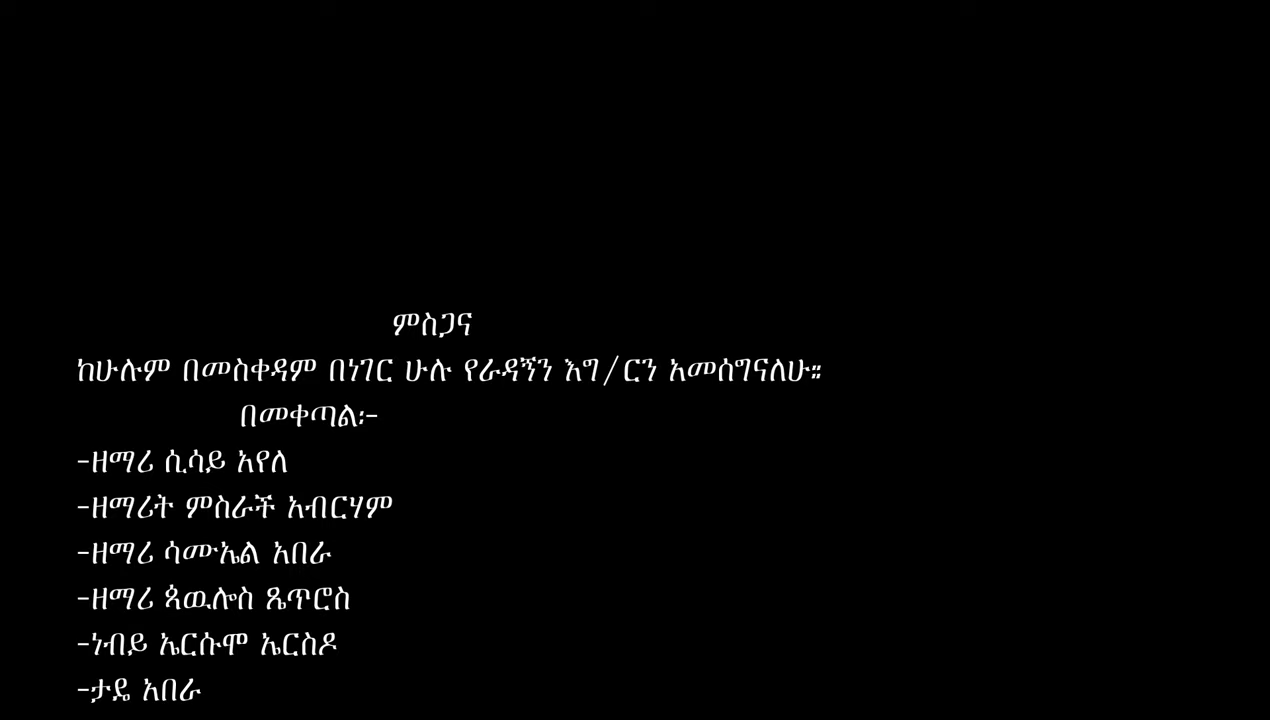 ምስጋና
ከሁሉም በመስቀዳም በነገር ሁሉ የራዳኝን እግ/ርን አመሰግናለሁ።
በመቀጣል፡-
-ዘማሪ ሲሳይ አየለ
-ዘማሪት ምስራች አብርሃም
-ዘማሪ ሳሙኤል አበራ
-ዘማሪ ጳዉሎስ ጴጥሮስ
-ነብይ ኤርሱሞ ኤርስዶ
-ታዴ አበራ